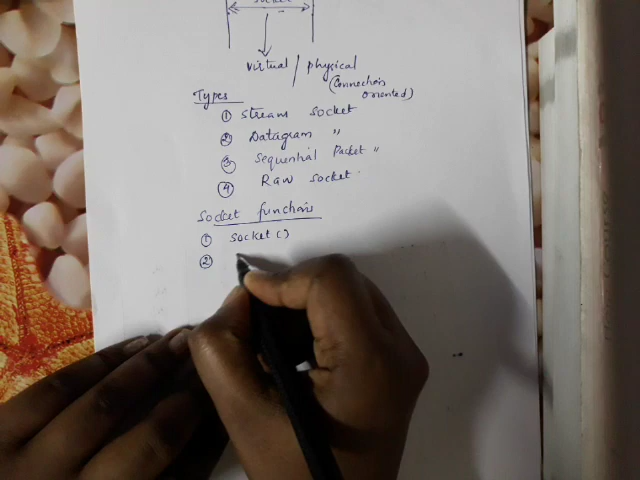 Socket
virtual / physical
(Connection
oriented)
Types
① Stream Socket
② Datagram "
③ Sequential Packet "
④ Raw Socket.
Socket functions
① Socket ()
②